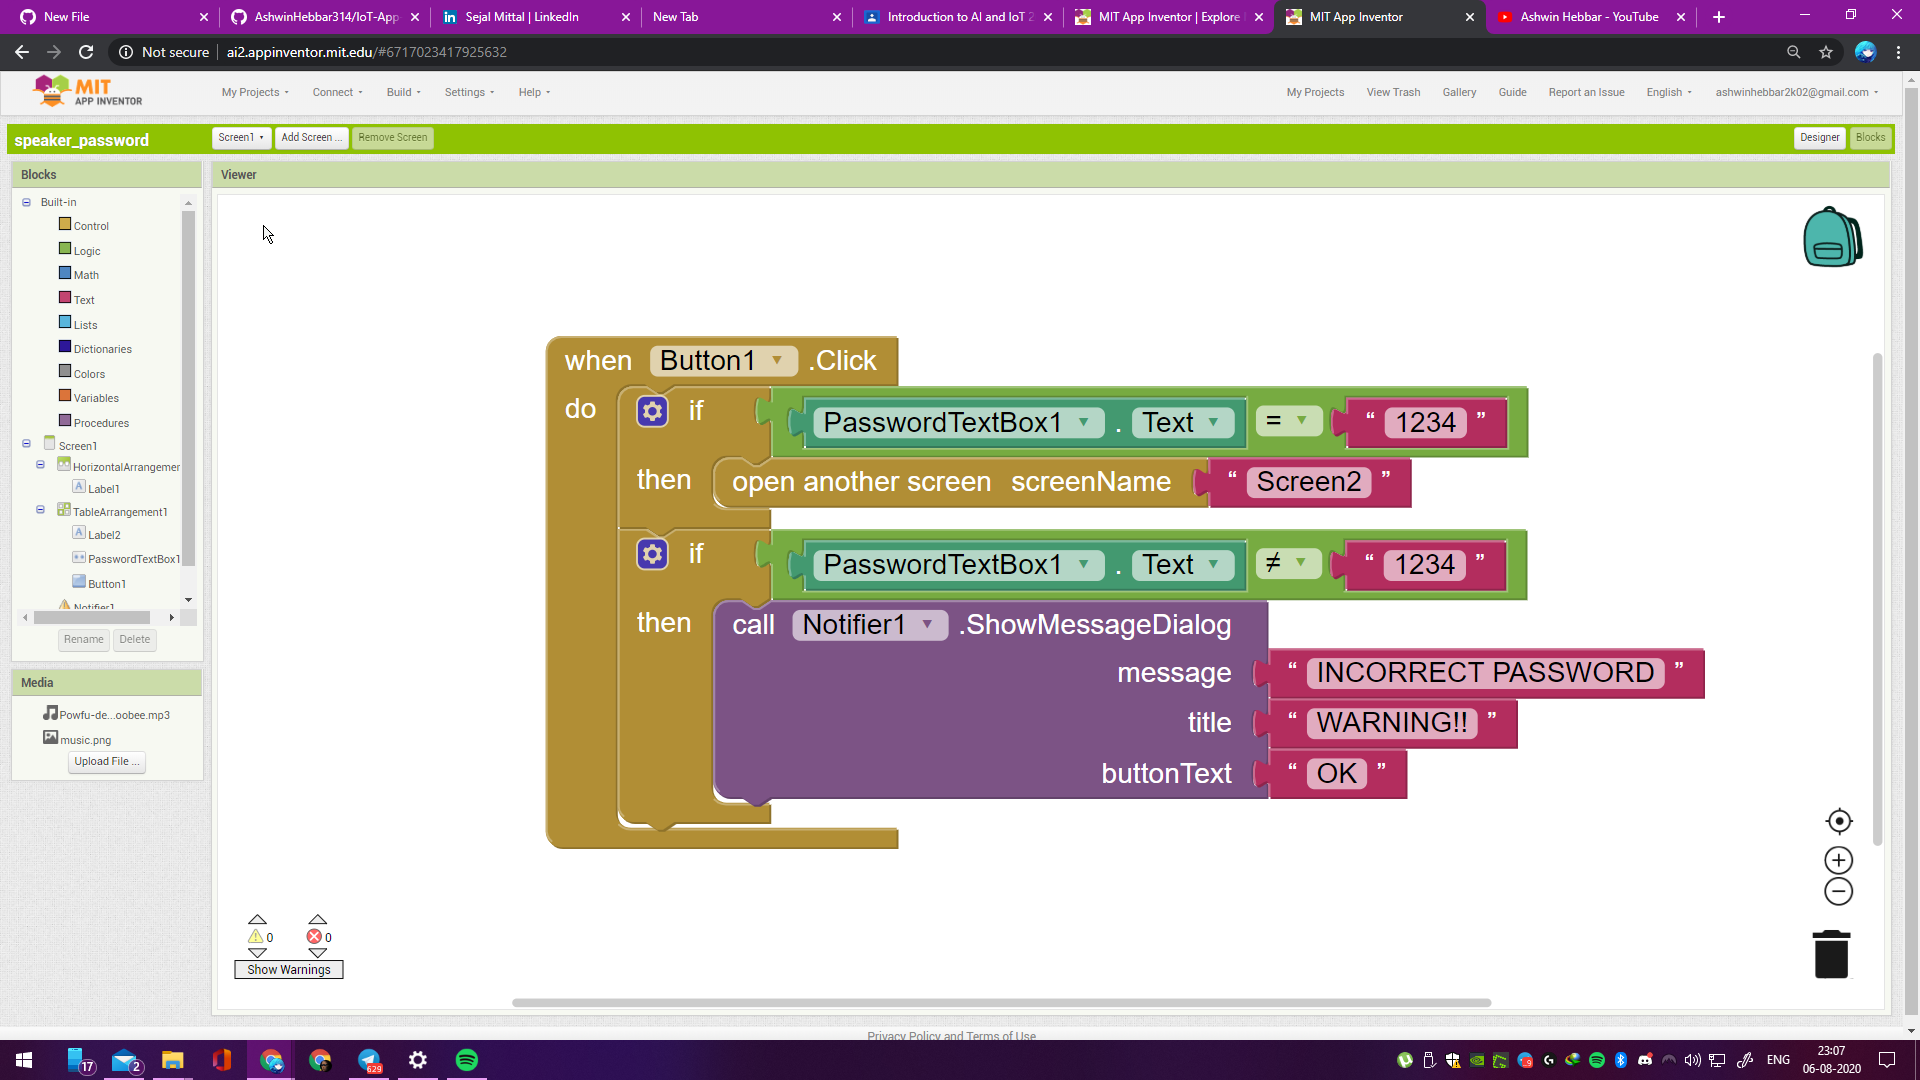 New File
AshwinHebbar314/IoT-App-
Sejal Mittal | LinkedIn
New Tab
Introduction to AI and IoT 2
MIT App Inventor | Explore
MIT App Inventor
Ashwin Hebbar - YouTube
Not secure | ai2.appinventor.mit.edu/#6717023417925632
MIT
APP INVENTOR
My Projects Connect Build Settings Help
My Projects View Trash Gallery Guide Report an Issue English ashwinhebbar2k02@gmail.com
speaker_password
Screen1 Add Screen ... Remove Screen
Designer Blocks
Blocks
Viewer
Built-in
Control
Logic
Math
Text
Lists
Dictionaries
Colors
Variables
Procedures
Screen1
HorizontalArrangemen
Label1
TableArrangement1
Label2
PasswordTextBox1
Button1
Notifier1
Rename Delete
Media
Powfu-de...oobee.mp3
music.png
Upload File ...
when Button1 .Click
do if PasswordTextBox1 . Text = “ 1234 ”
then open another screen screenName “ Screen2 ”
if PasswordTextBox1 . Text ≠ “ 1234 ”
then call Notifier1 .ShowMessageDialog
message “ INCORRECT PASSWORD ”
title “ WARNING!! ”
buttonText “ OK ”
0 0
Show Warnings
Privacy Policy and Terms of Use
17
2
629
ENG
23:07
06-08-2020